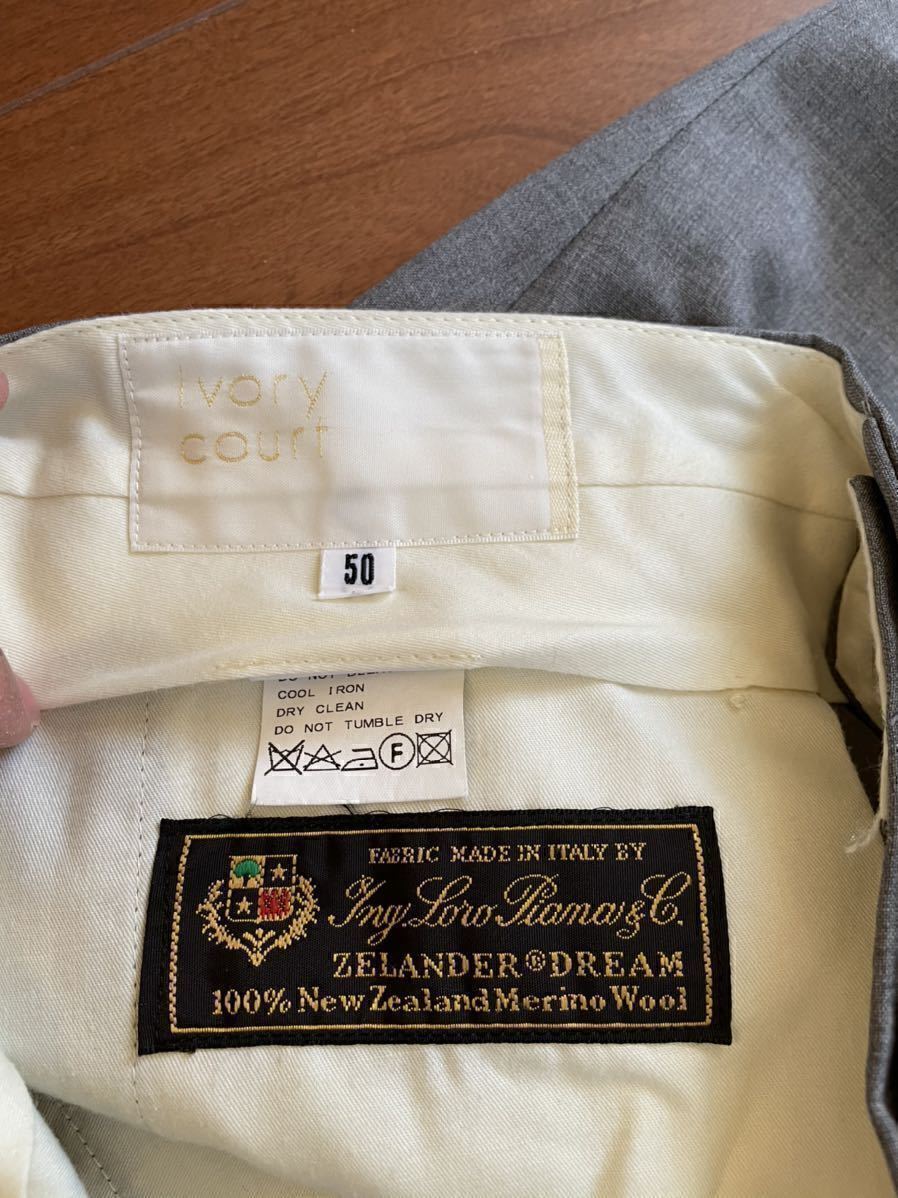 Ivory
court
50
COOL IRON
DRY CLEAN
DO NOT TUMBLE DRY
F
FABRIC MADE IN ITALY BY
Ing Loro Piana & C.
ZELANDER® DREAM
100% New Zealand Merino Wool